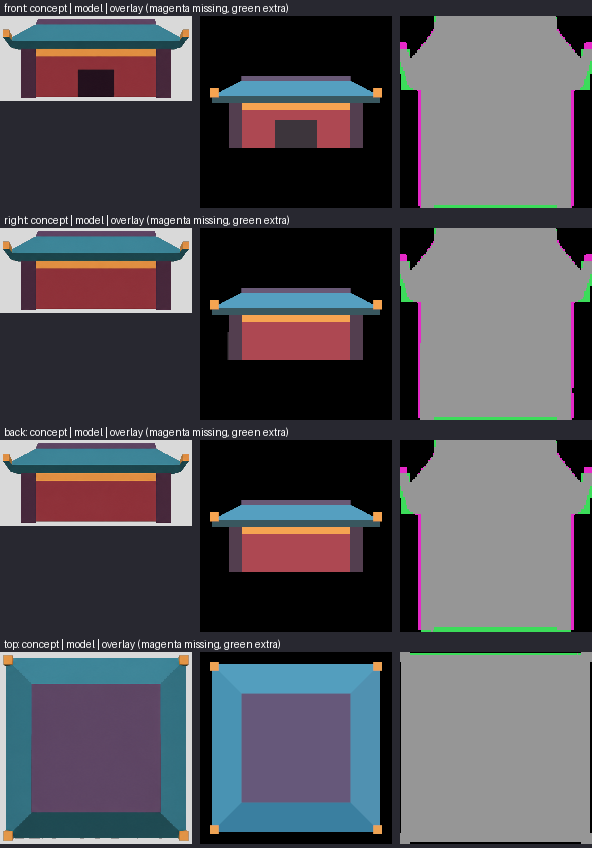 front: concept | model | overlay (magenta missing, green extra)
right: concept | model | overlay (magenta missing, green extra)
back: concept | model | overlay (magenta missing, green extra)
top: concept | model | overlay (magenta missing, green extra)